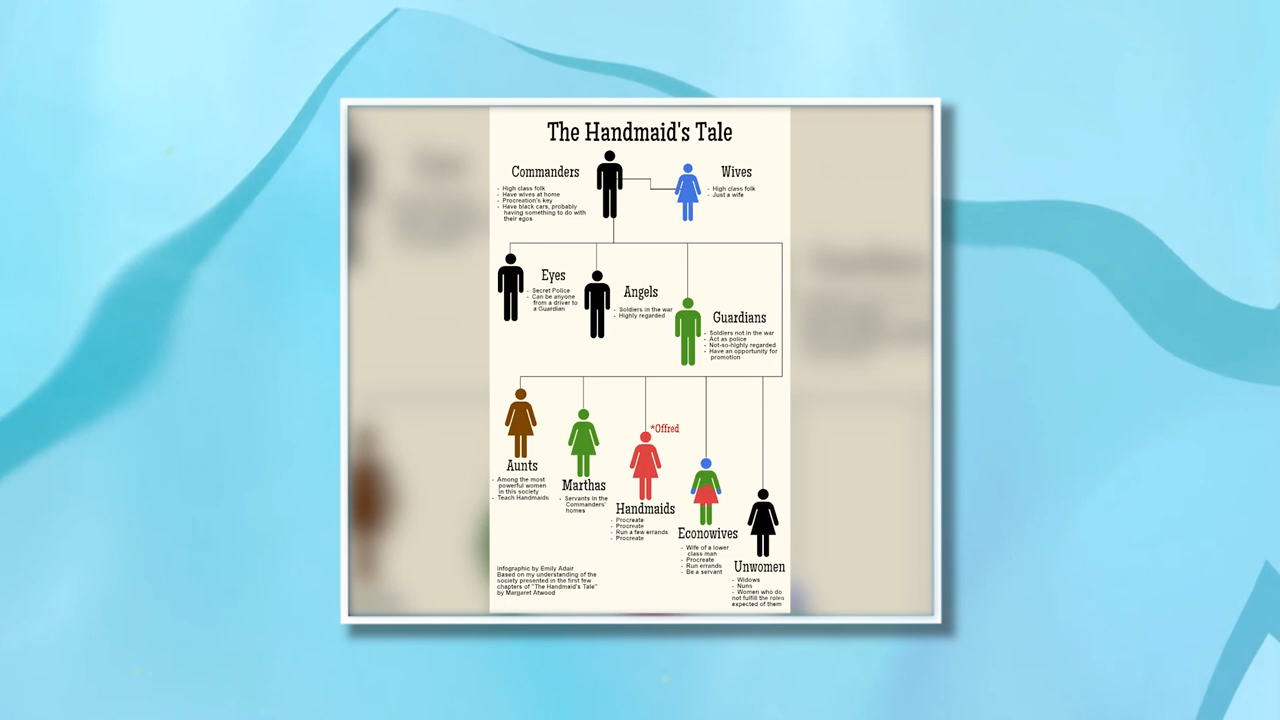 The Handmaid's Tale
Commanders
- High class folk
- Have wives at home
- Procreation's key
- Have black cars, probably
having something to do with
their egos
Wives
- High class folk
- Just a wife
Eyes
- Secret Police
- Can be anyone
from a driver to
a Guardian
Angels
- Soldiers in the war
- Highly regarded
Guardians
- Soldiers not in the war
- Act as police
- Not-so-highly regarded
- Have an opportunity for
promotion
Aunts
- Among the most
powerful women
in this society
- Teach Handmaids
Marthas
- Servants in the
Commanders'
homes
*Offred
Handmaids
- Procreate
- Procreate
- Run a few errands
- Procreate
Econowives
- Wife of a lower
class man
- Procreate
- Run errands
- Be a servant
Unwomen
- Widows
- Nuns
- Women who do
not fulfill the roles
expected of them
Infographic by Emily Adair
Based on my understanding of the
society presented in the first few
chapters of "The Handmaid's Tale"
by Margaret Atwood